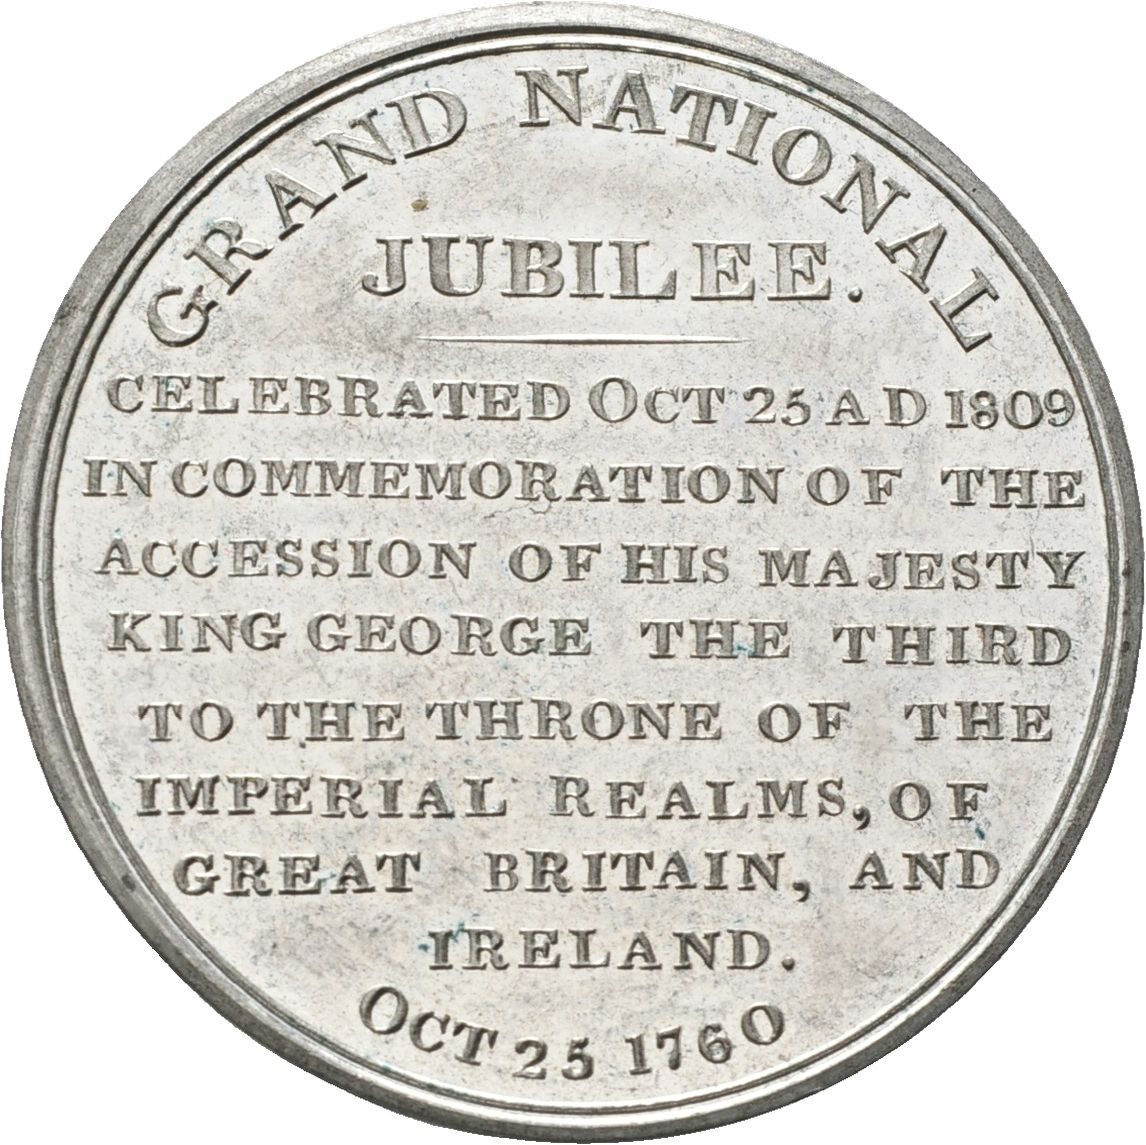 GRAND NATIONAL
JUBILEE.
CELEBRATED OCT 25 A D 1809
IN COMMEMORATION OF THE
ACCESSION OF HIS MAJESTY
KING GEORGE THE THIRD
TO THE THRONE OF THE
IMPERIAL REALMS, OF
GREAT BRITAIN, AND
IRELAND.
OCT 25 1760